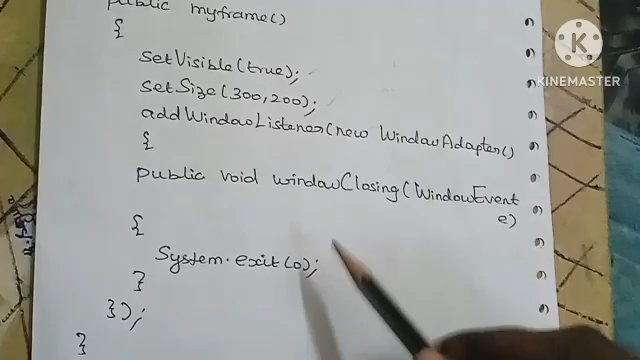 public myframe()
{
setVisible(true);
setSize(300,200);
addWindowListener(new WindowAdapter()
{
public void windowClosing(WindowEvent
e)
{
System.exit(0);
}
});
}
K
KINEMASTER